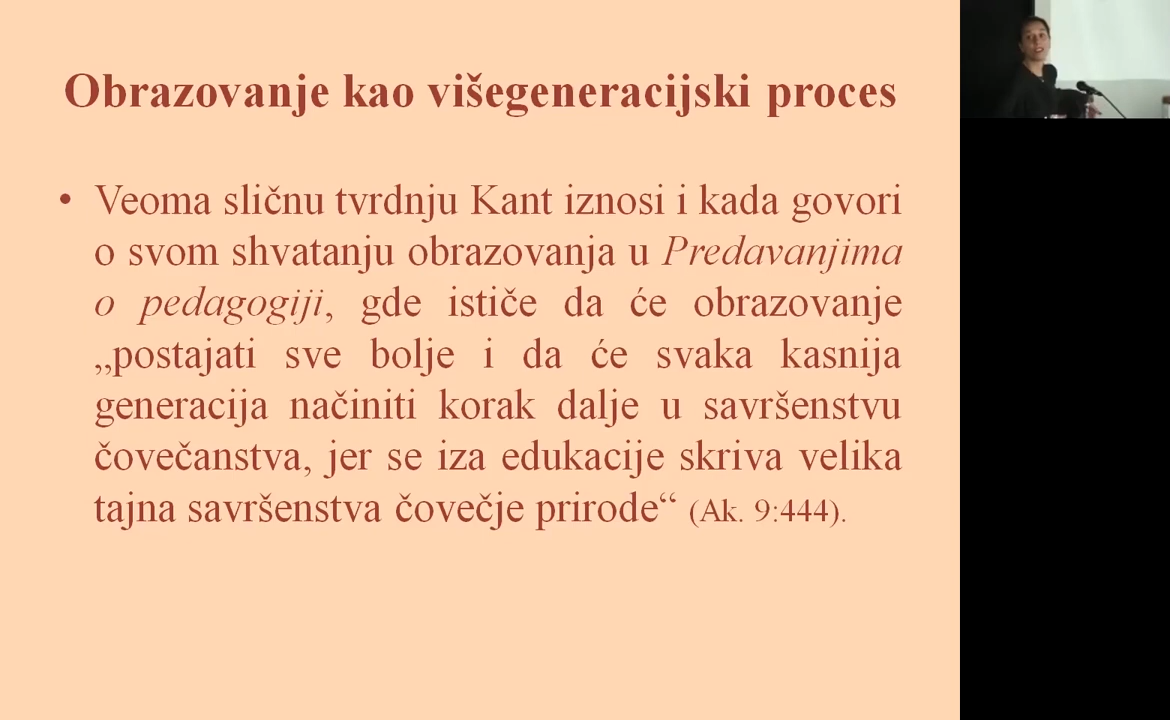 Obrazovanje kao višegeneracijski proces
• Veoma sličnu tvrdnju Kant iznosi i kada govori
o svom shvatanju obrazovanja u Predavanjima
o pedagogiji, gde ističe da će obrazovanje
„postajati sve bolje i da će svaka kasnija
generacija načiniti korak dalje u savršenstvu
čovečanstva, jer se iza edukacije skriva velika
tajna savršenstva čovečje prirode“ (Ak. 9:444).